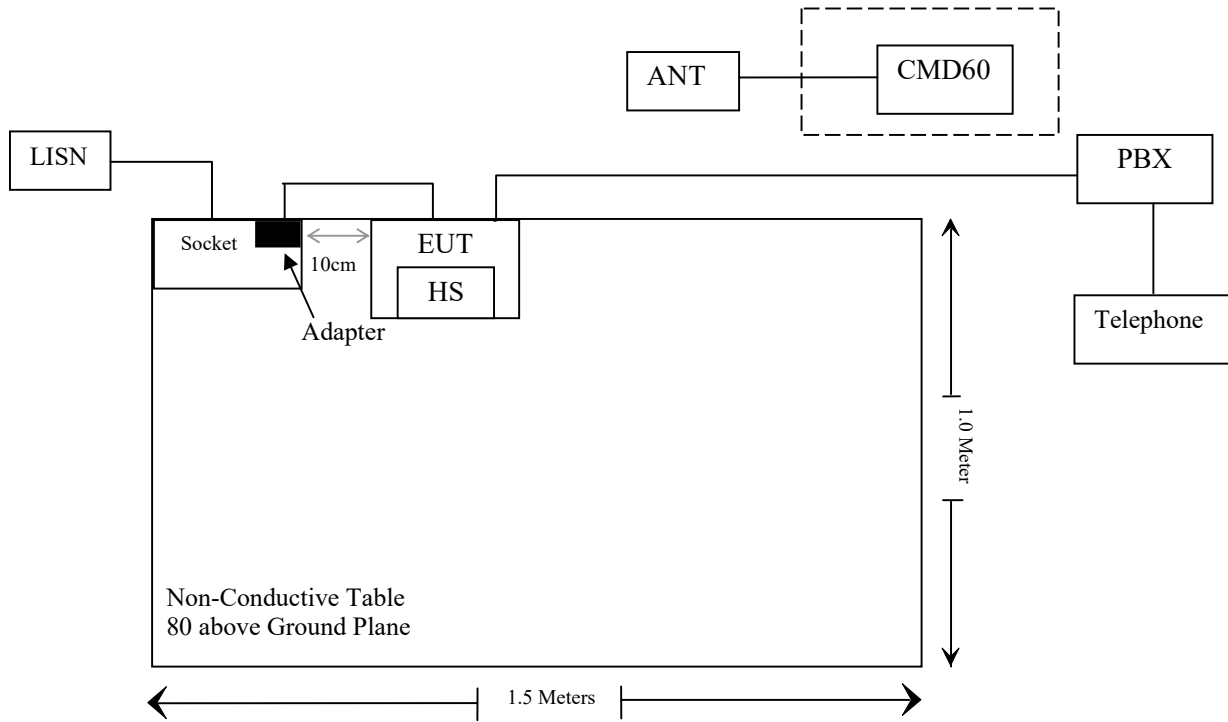 ANT
CMD60
LISN
PBX
Socket
EUT
10cm
HS
Adapter
Telephone
1.0 Meter
Non-Conductive Table
80 above Ground Plane
1.5 Meters